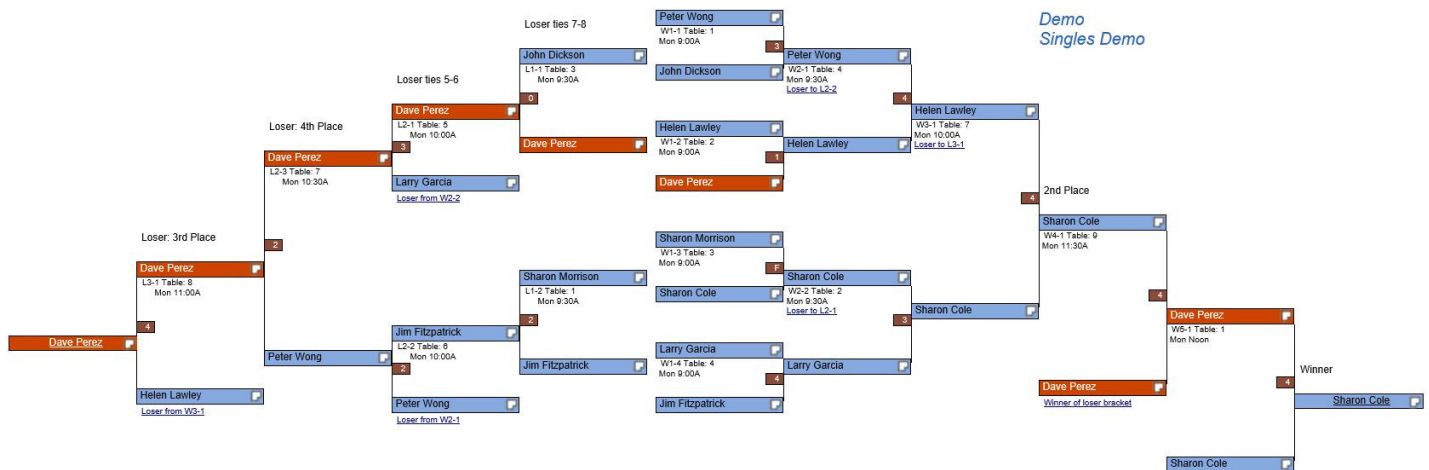 Demo
Singles Demo
Loser ties 7-8
Loser ties 5-6
Loser: 4th Place
Loser: 3rd Place
Dave Perez
Dave Perez
L3-1 Table: 8
Mon 11:00A
4
Helen Lawley
Loser from W3-1
Dave Perez
L2-3 Table: 7
Mon 10:30A
2
Peter Wong
Dave Perez
L2-1 Table: 5
Mon 10:00A
3
Larry Garcia
Loser from W2-2
Jim Fitzpatrick
L2-2 Table: 6
Mon 10:00A
2
Peter Wong
Loser from W2-1
John Dickson
L1-1 Table: 3
Mon 9:30A
0
Dave Perez
Sharon Morrison
L1-2 Table: 1
Mon 9:30A
2
Jim Fitzpatrick
Peter Wong
W1-1 Table: 1
Mon 9:00A
3
John Dickson
Helen Lawley
W1-2 Table: 2
Mon 9:00A
1
Dave Perez
Sharon Morrison
W1-3 Table: 3
Mon 9:00A
F
Sharon Cole
Larry Garcia
W1-4 Table: 4
Mon 9:00A
4
Jim Fitzpatrick
Peter Wong
W2-1 Table: 4
Mon 9:30A
Loser to L2-2
4
Helen Lawley
Sharon Cole
W2-2 Table: 2
Mon 9:30A
Loser to L2-1
3
Larry Garcia
Helen Lawley
W3-1 Table: 7
Mon 10:00A
Loser to L3-1
4
Sharon Cole
2nd Place
Sharon Cole
W4-1 Table: 9
Mon 11:30A
4
Dave Perez
Winner of loser bracket
Dave Perez
W5-1 Table: 1
Mon Noon
4
Sharon Cole
Winner
Sharon Cole